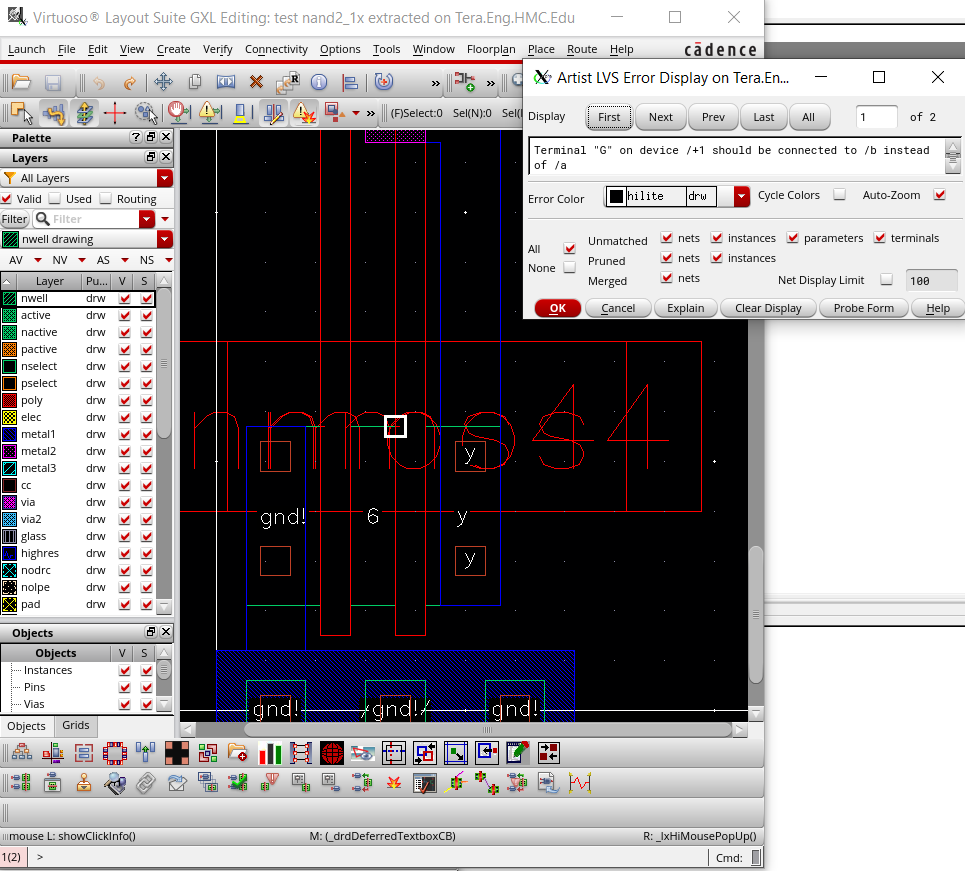 Virtuoso® Layout Suite GXL Editing: test nand2_1x extracted on Tera.Eng.HMC.Edu
Launch File Edit View Create Verify Connectivity Options Tools Window Floorplan Place Route Help
cādence
»
»
(F)Select:0 Sel(N):0 Sel(I
»
Artist LVS Error Display on Tera.En...
Display First Next Prev Last All 1 of 2
Terminal "G" on device /+1 should be connected to /b instead
of /a
Error Color hilite drw Cycle Colors Auto-Zoom
All
None
Unmatched nets instances parameters terminals
Pruned nets instances
Merged nets Net Display Limit 100
OK Cancel Explain Clear Display Probe Form Help
Palette
Layers
All Layers
Valid Used Routing
Filter Filter
nwell drawing
AV NV AS NS
Layer Pu... V S
nwell drw
active drw
nactive drw
pactive drw
nselect drw
pselect drw
poly drw
elec drw
metal1 drw
metal2 drw
metal3 drw
cc drw
via drw
via2 drw
glass drw
highres drw
nodrc drw
nolpe drw
pad drw
Objects
Objects V S
Instances
Pins
Vias
Objects Grids
y
gnd! 6 y
y
gnd! /gnd!/ gnd!
mouse L: showClickInfo() M: (_drdDeferredTextboxCB) R: _lxHiMousePopUp()
1(2) > Cmd: